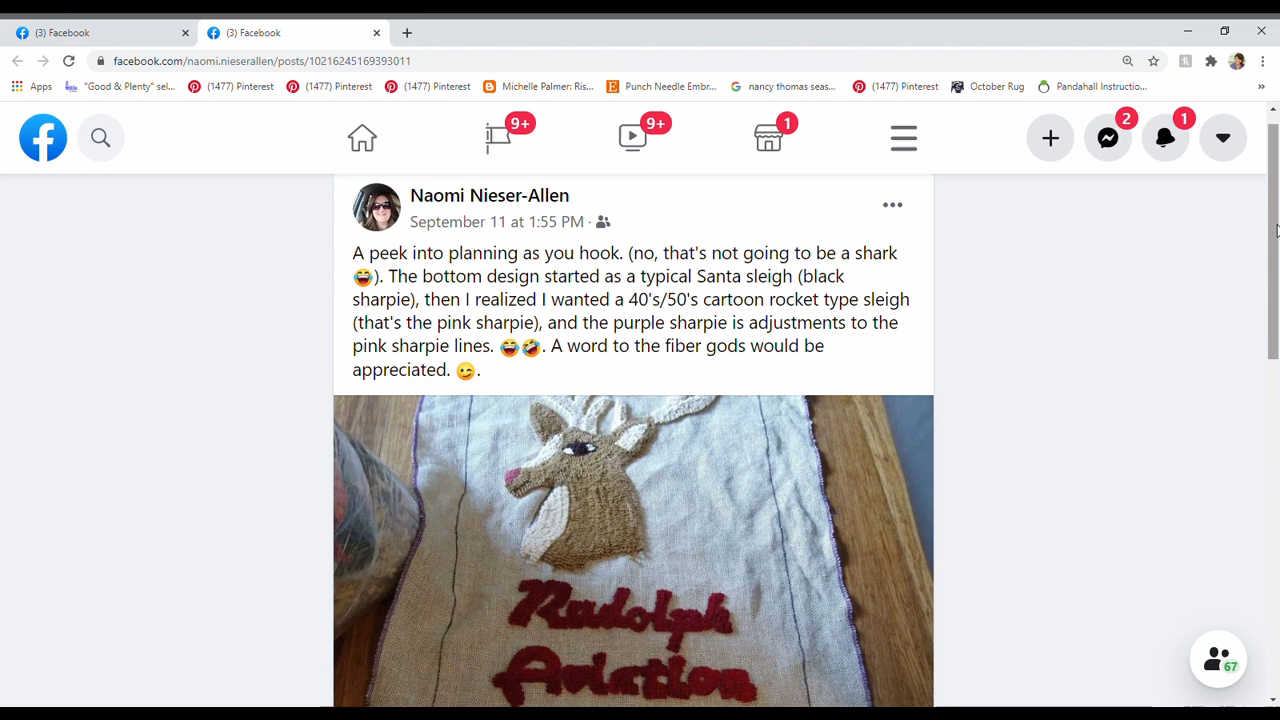 (3) Facebook
(3) Facebook
facebook.com/naomi.nieserallen/posts/10216245169393011
Apps "Good & Plenty" sel... (1477) Pinterest (1477) Pinterest (1477) Pinterest Michelle Palmer: Ris... Punch Needle Embr... nancy thomas seas... (1477) Pinterest October Rug Pandahall Instructio... »
9+ 9+ 1 2 1
Naomi Nieser-Allen
September 11 at 1:55 PM ·
A peek into planning as you hook. (no, that's not going to be a shark
😂). The bottom design started as a typical Santa sleigh (black
sharpie), then I realized I wanted a 40's/50's cartoon rocket type sleigh
(that's the pink sharpie), and the purple sharpie is adjustments to the
pink sharpie lines. 😂🤣. A word to the fiber gods would be
appreciated. 😉.
Rudolph
Aviation
67